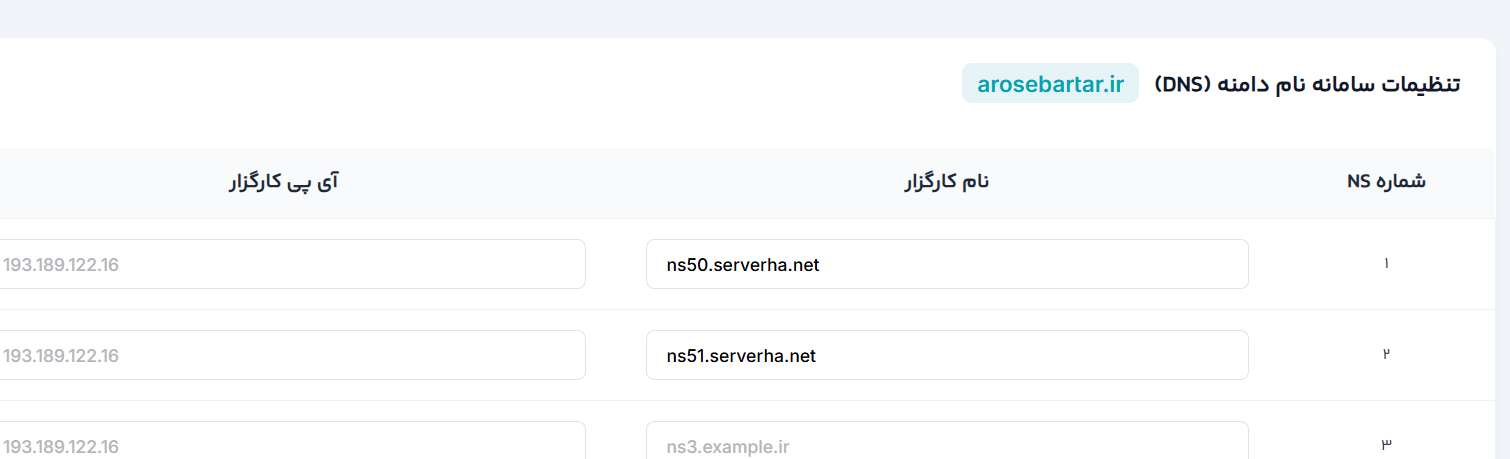 تنظیمات سامانه نام دامنه (DNS) arosebartar.ir
شماره NS نام کارگزار آی پی کارگزار
۱ ns50.serverha.net 193.189.122.16
۲ ns51.serverha.net 193.189.122.16
۳ ns3.example.ir 193.189.122.16